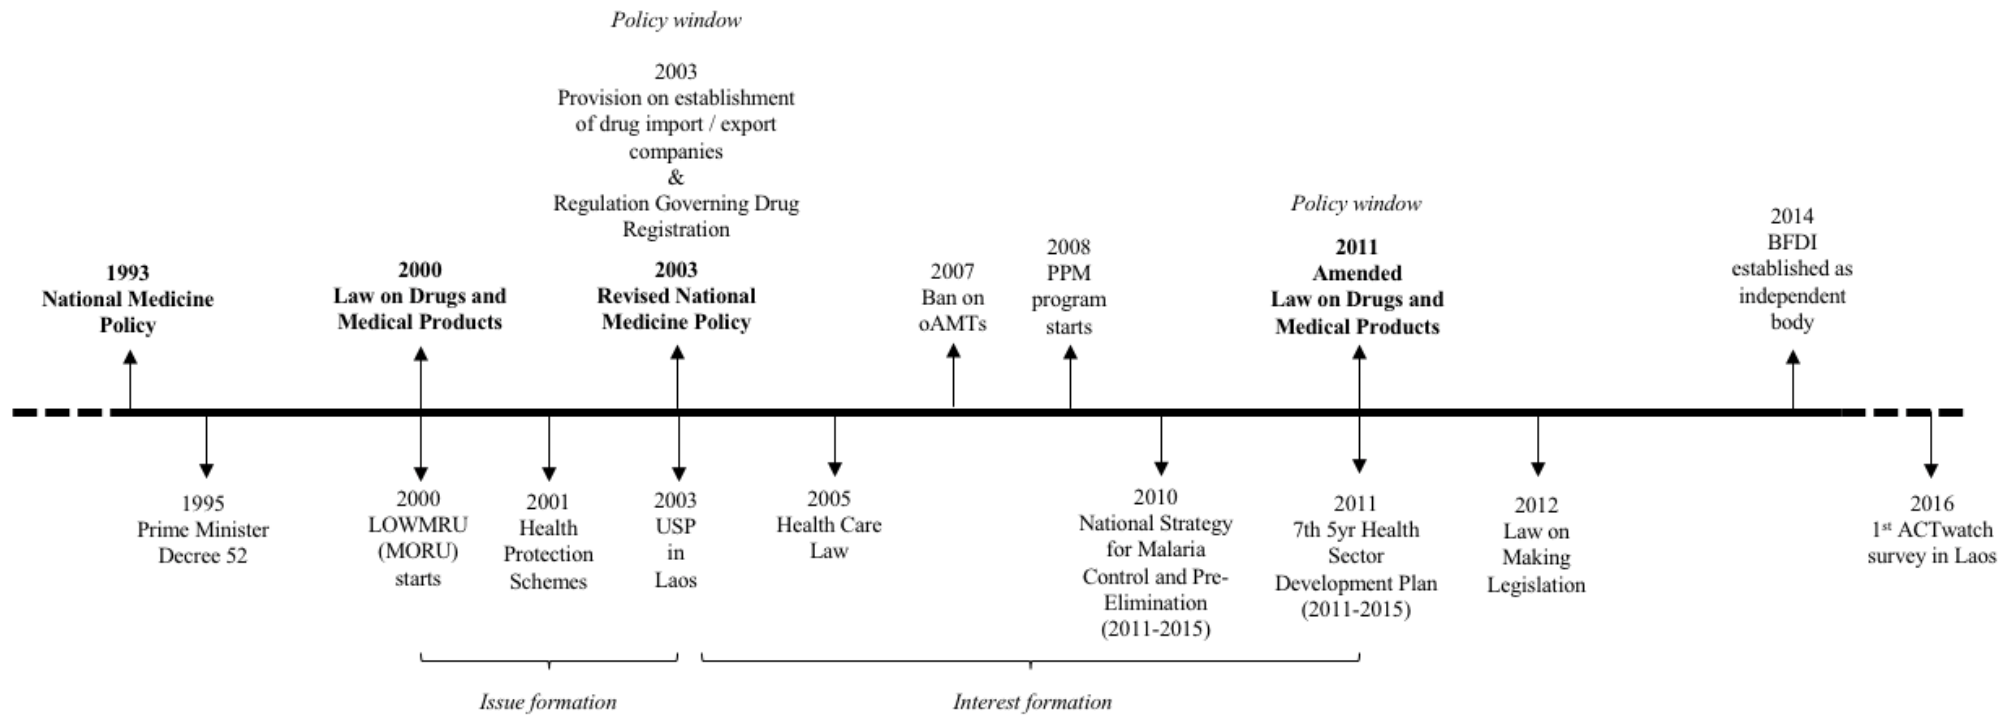 Policy window
2003
Provision on establishment
of drug import / export
companies
&
Regulation Governing Drug
Registration
1993
National Medicine
Policy
2000
Law on Drugs and
Medical Products
2003
Revised National
Medicine Policy
2007
Ban on
oAMTs
2008
PPM
program
starts
Policy window
2011
Amended
Law on Drugs and
Medical Products
2014
BFDI
established as
independent
body
1995
Prime Minister
Decree 52
2000
LOWMRU
(MORU)
starts
2001
Health
Protection
Schemes
2003
USP
in
Laos
2005
Health Care
Law
2010
National Strategy
for Malaria
Control and Pre-
Elimination
(2011-2015)
2011
7th 5yr Health
Sector
Development Plan
(2011-2015)
2012
Law on
Making
Legislation
2016
1st ACTwatch
survey in Laos
Issue formation
Interest formation